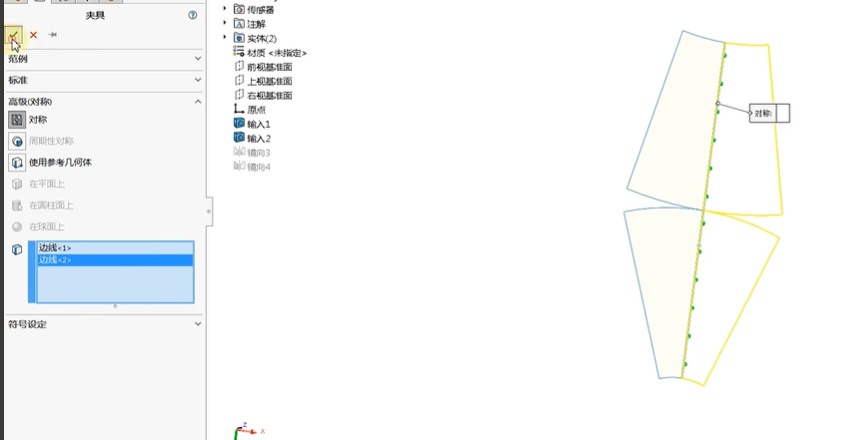 夹具
范例
标准
高级(对称)
对称
周期性对称
使用参考几何体
在平面上
在圆柱面上
在球面上
边线<1>
边线<2>
符号设定
传感器
注解
实体(2)
材质 <未指定>
前视基准面
上视基准面
右视基准面
原点
输入1
输入2
镜向3
镜向4
对称:
Z
X